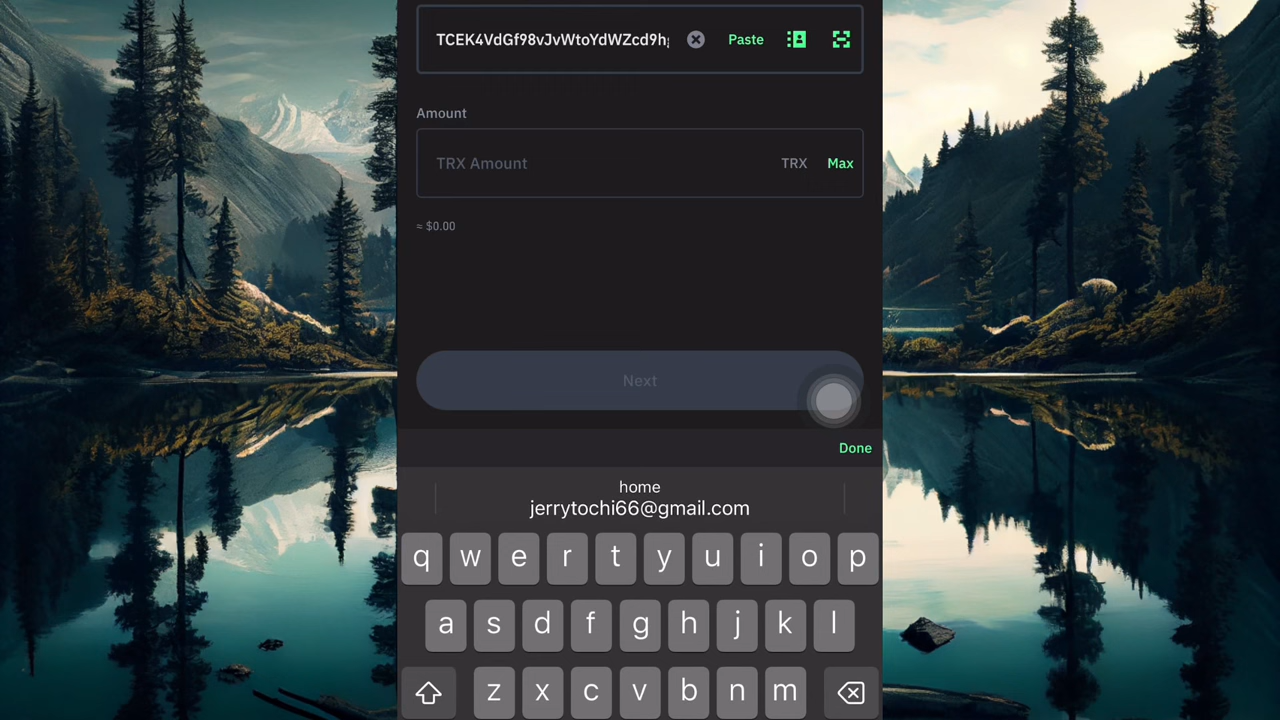 TCEK4VdGf98vJvWtoYdWZcd9h
Paste
Amount
TRX Amount
TRX
Max
≈ $0.00
Next
Done
home
jerrytochi66@gmail.com
q w e r t y u i o p
a s d f g h j k l
z x c v b n m